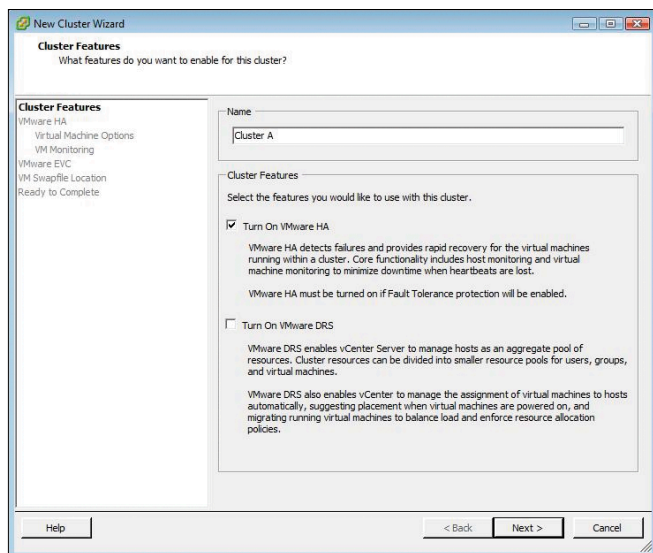 New Cluster Wizard
Cluster Features
What features do you want to enable for this cluster?
Cluster Features
VMware HA
Virtual Machine Options
VM Monitoring
VMware EVC
VM Swapfile Location
Ready to Complete
Name
Cluster A
Cluster Features
Select the features you would like to use with this cluster.
Turn On VMware HA
VMware HA detects failures and provides rapid recovery for the virtual machines
running within a cluster. Core functionality includes host monitoring and virtual
machine monitoring to minimize downtime when heartbeats are lost.
VMware HA must be turned on if Fault Tolerance protection will be enabled.
Turn On VMware DRS
VMware DRS enables vCenter Server to manage hosts as an aggregate pool of
resources. Cluster resources can be divided into smaller resource pools for users, groups,
and virtual machines.
VMware DRS also enables vCenter to manage the assignment of virtual machines to hosts
automatically, suggesting placement when virtual machines are powered on, and
migrating running virtual machines to balance load and enforce resource allocation
policies.
Help
< Back
Next >
Cancel